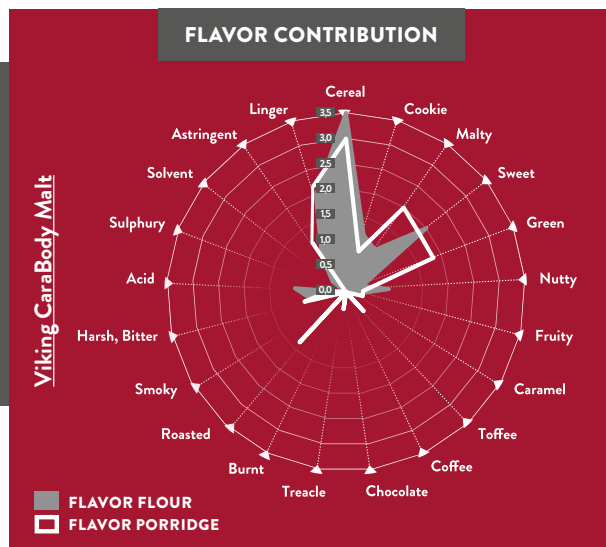 FLAVOR CONTRIBUTION
Cereal
Linger
Cookie
Astringent
Malty
Solvent
Sweet
Sulphury
Green
Acid
Nutty
Harsh, Bitter
Fruity
Smoky
Caramel
Roasted
Toffee
Burnt
Coffee
Treacle
Chocolate
3,5
3,0
2,5
2,0
1,5
1,0
0,5
0,0
Viking CaraBody Malt
FLAVOR FLOUR
FLAVOR PORRIDGE